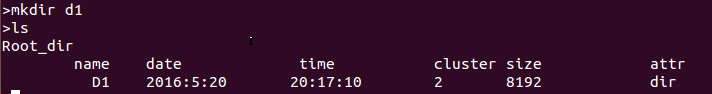 >mkdir d1
>ls
Root_dir
name date time cluster size attr
D1 2016:5:20 20:17:10 2 8192 dir